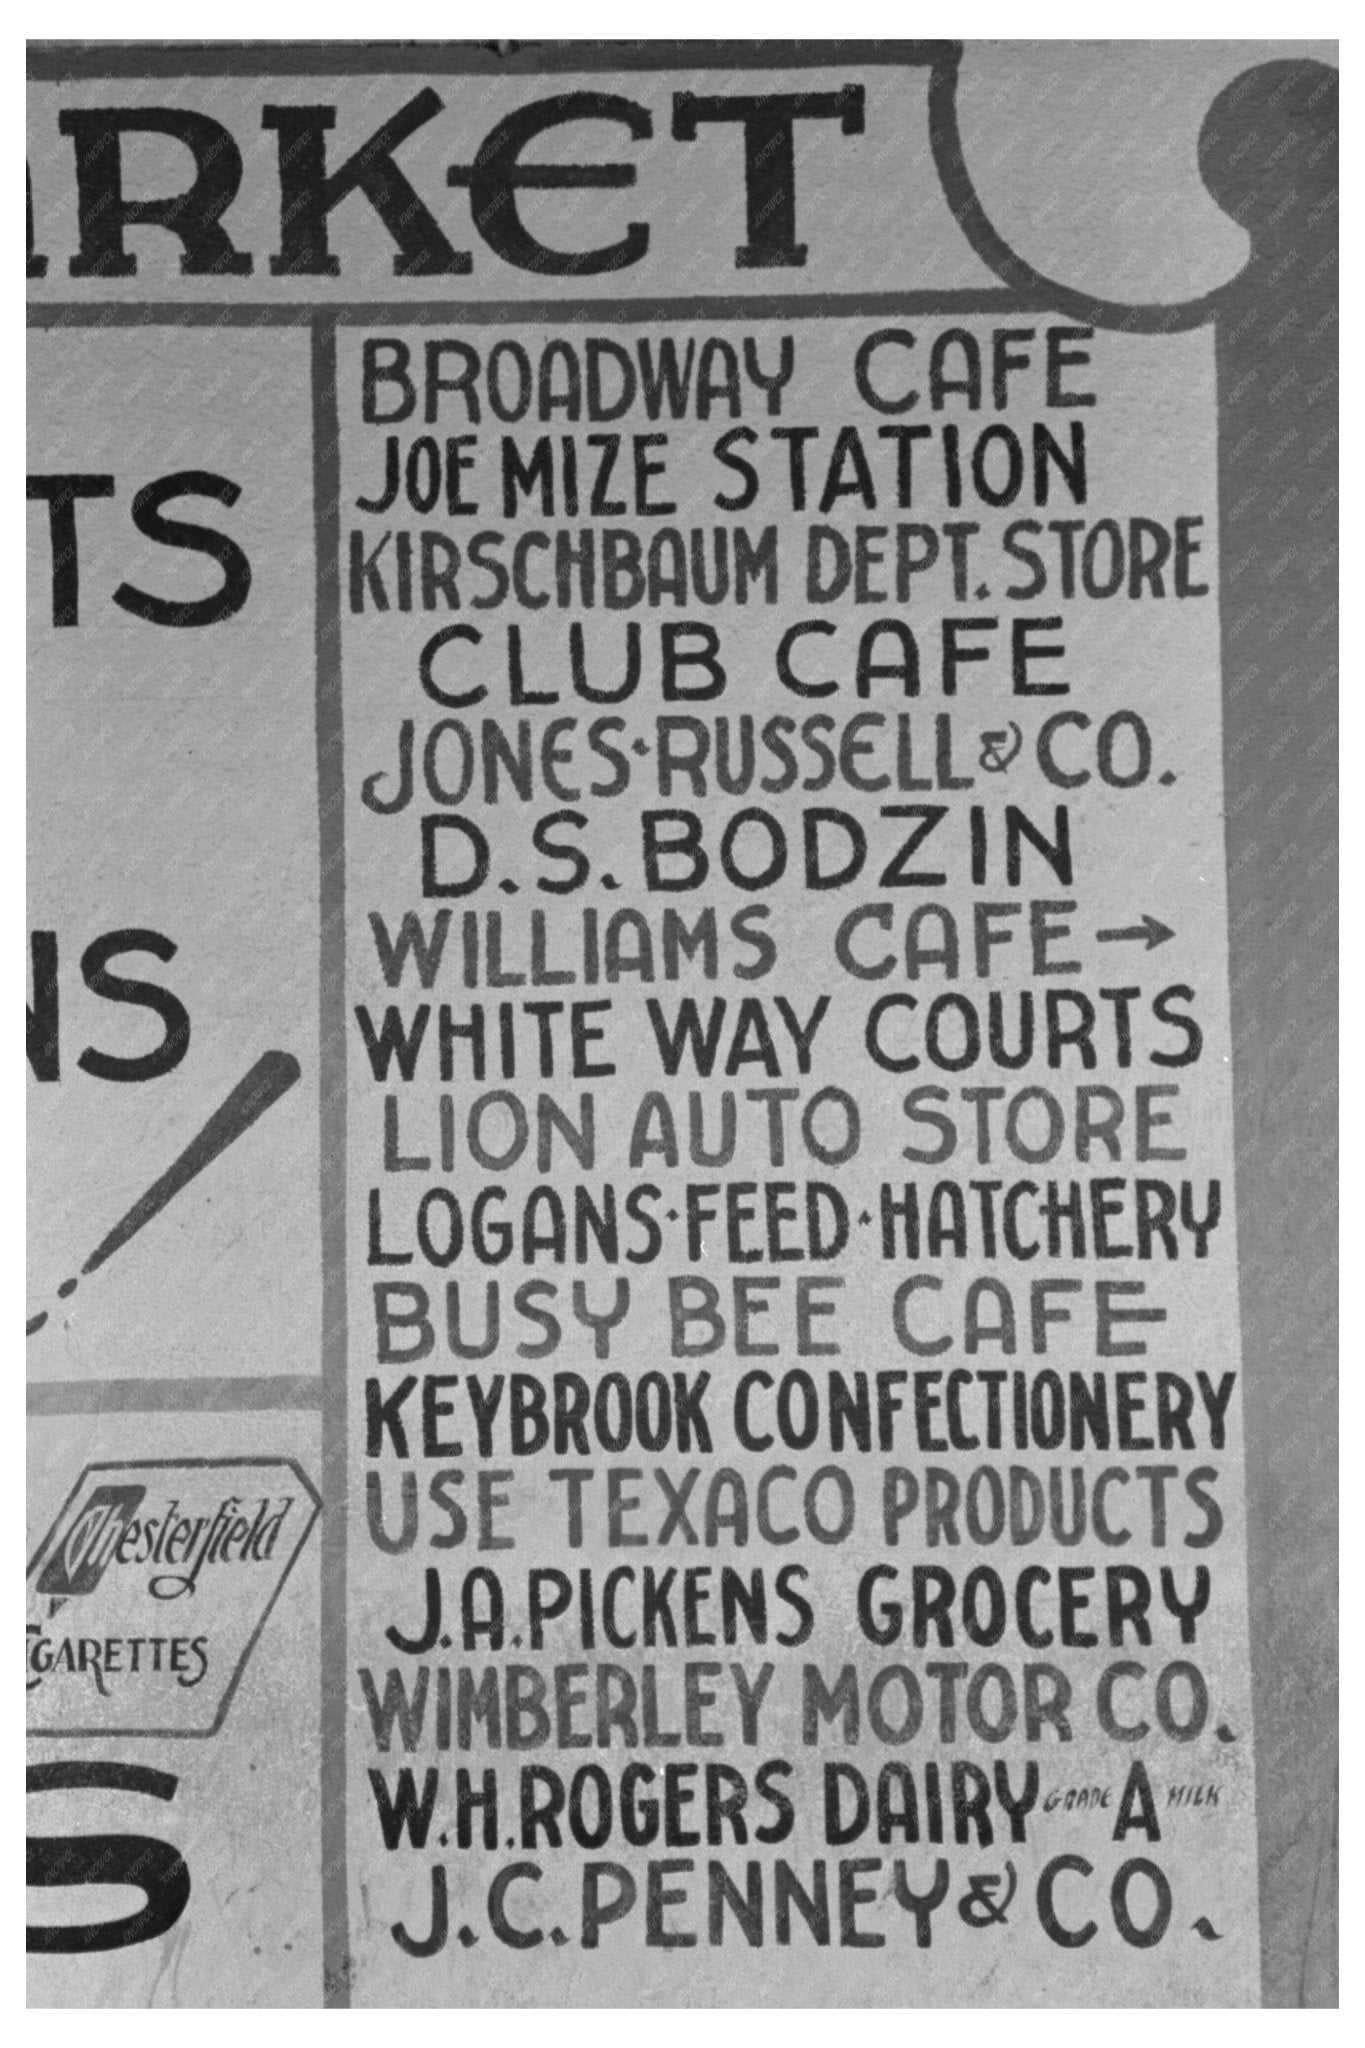 ARKET
TS
NS
Chesterfield
CIGARETTES
S
BROADWAY CAFE
JOE MIZE STATION
KIRSCHBAUM DEPT. STORE
CLUB CAFE
JONES·RUSSELL & CO.
D.S. BODZIN
WILLIAMS CAFE →
WHITE WAY COURTS
LION AUTO STORE
LOGANS·FEED·HATCHERY
BUSY BEE CAFE
KEYBROOK CONFECTIONERY
USE TEXACO PRODUCTS
J.A. PICKENS GROCERY
WIMBERLEY MOTOR CO.
W.H. ROGERS DAIRY GRADE A MILK
J.C. PENNEY & CO.